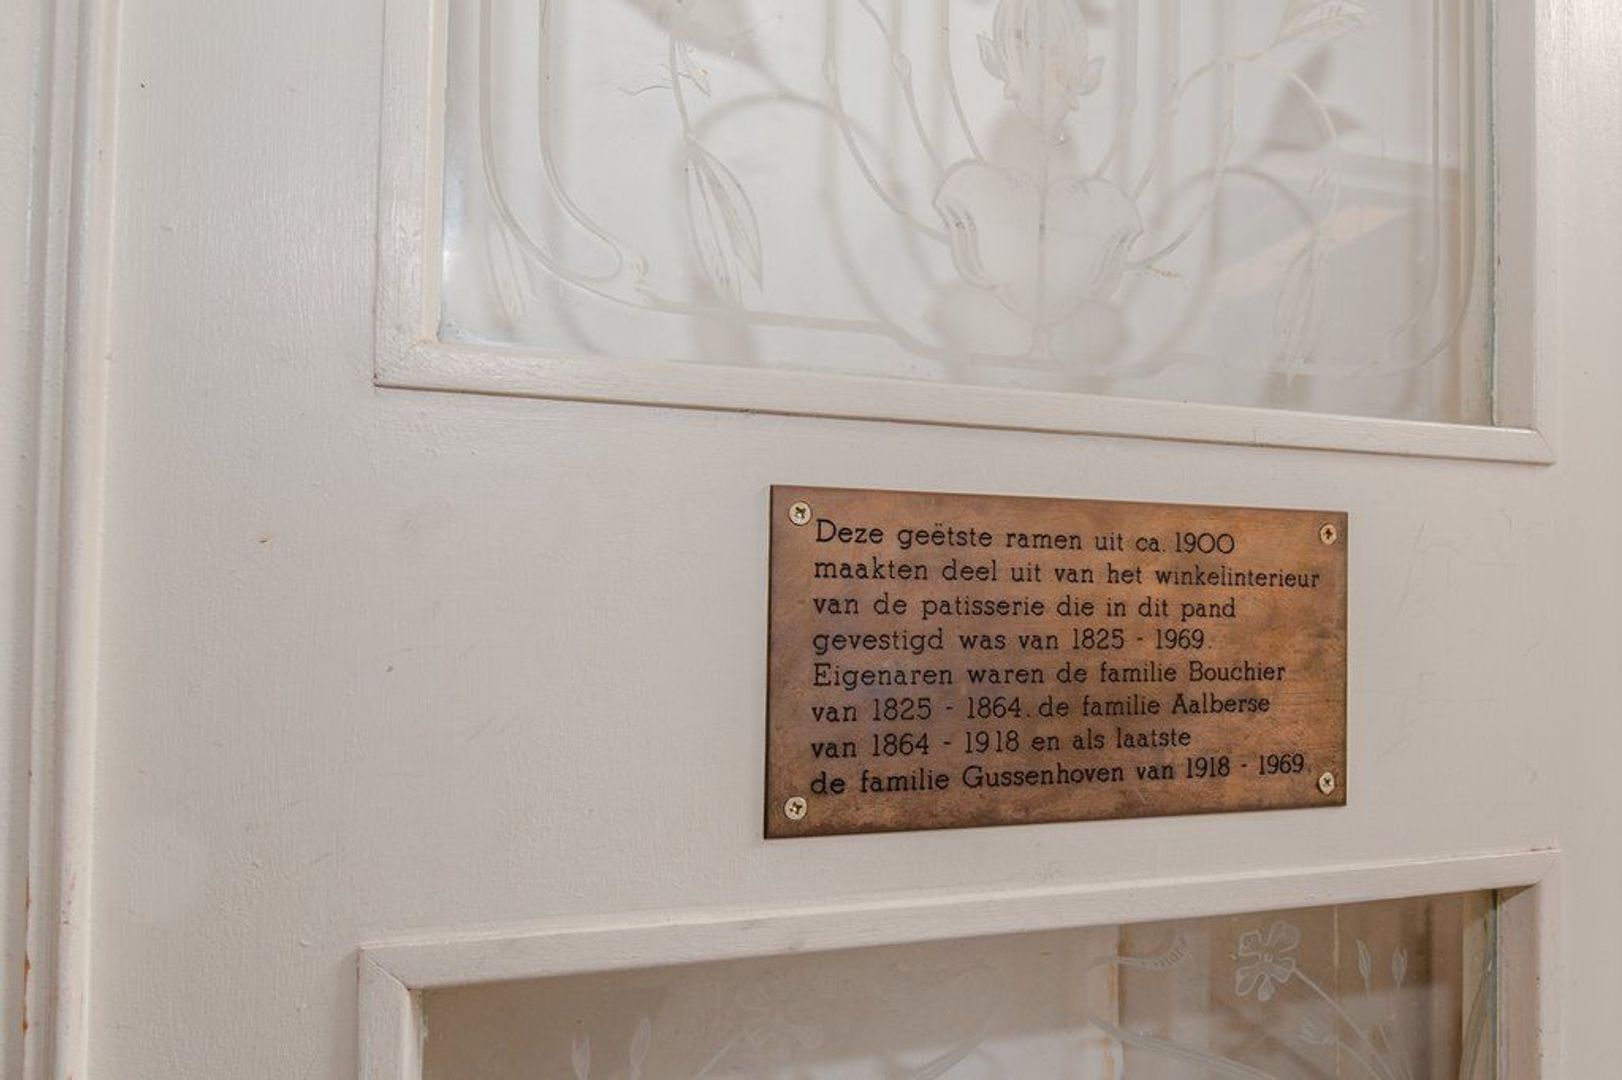 Deze geëtste ramen uit ca. 1900
maakten deel uit van het winkelinterieur
van de patisserie die in dit pand
gevestigd was van 1825 - 1969.
Eigenaren waren de familie Bouchier
van 1825 - 1864. de familie Aalberse
van 1864 - 1918 en als laatste
de familie Gussenhoven van 1918 - 1969.